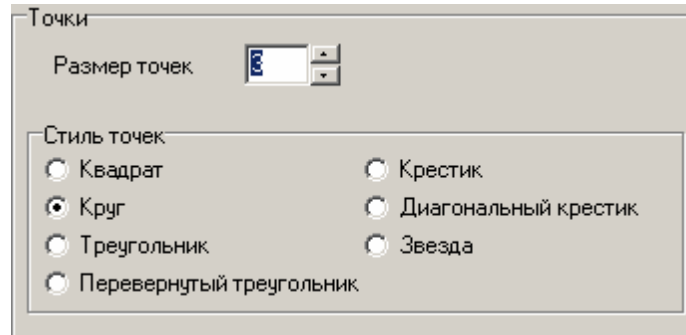 Точки
Размер точек 3
Стиль точек
Квадрат Крестик
Круг Диагональный крестик
Треугольник Звезда
Перевернутый треугольник